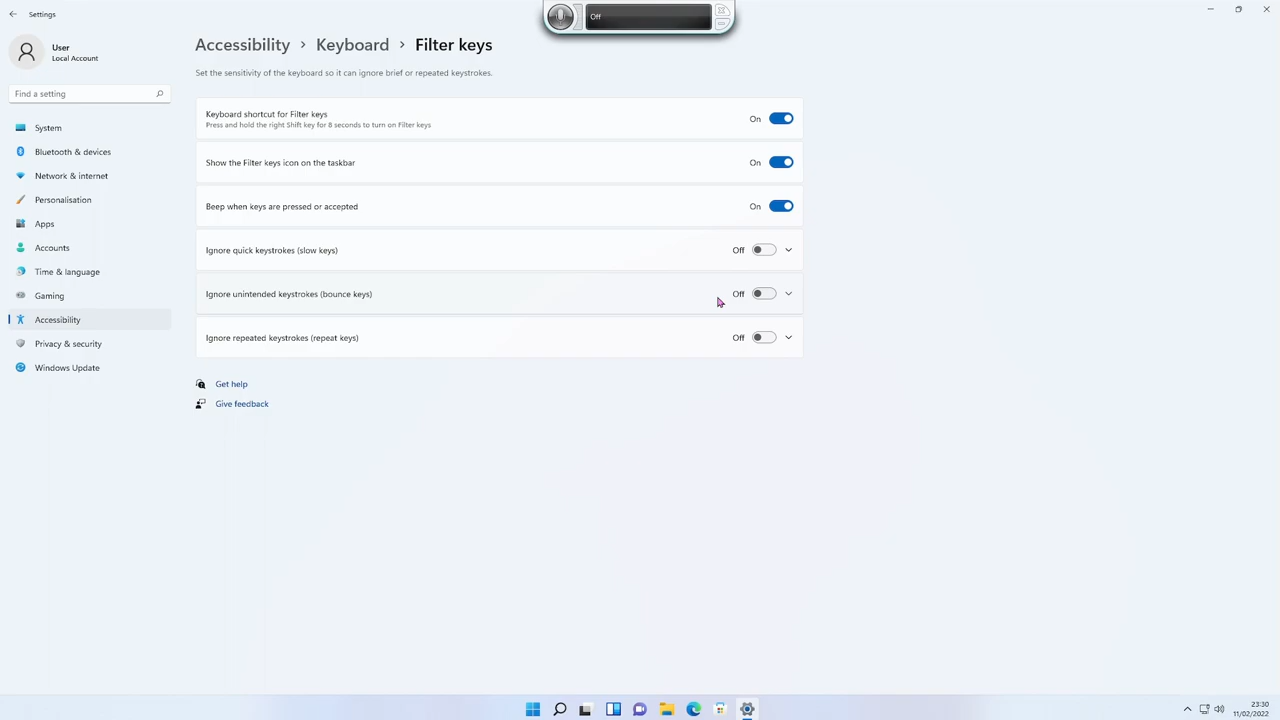 Settings
Off
User
Local Account
Accessibility > Keyboard > Filter keys
Set the sensitivity of the keyboard so it can ignore brief or repeated keystrokes.
Find a setting
Keyboard shortcut for Filter keys
Press and hold the right Shift key for 8 seconds to turn on Filter keys
On
System
Bluetooth & devices
Show the Filter keys icon on the taskbar
On
Network & internet
Personalisation
Beep when keys are pressed or accepted
On
Apps
Accounts
Ignore quick keystrokes (slow keys)
Off
Time & language
Gaming
Ignore unintended keystrokes (bounce keys)
Off
Accessibility
Ignore repeated keystrokes (repeat keys)
Off
Privacy & security
Windows Update
Get help
Give feedback
23:30
11/02/2022